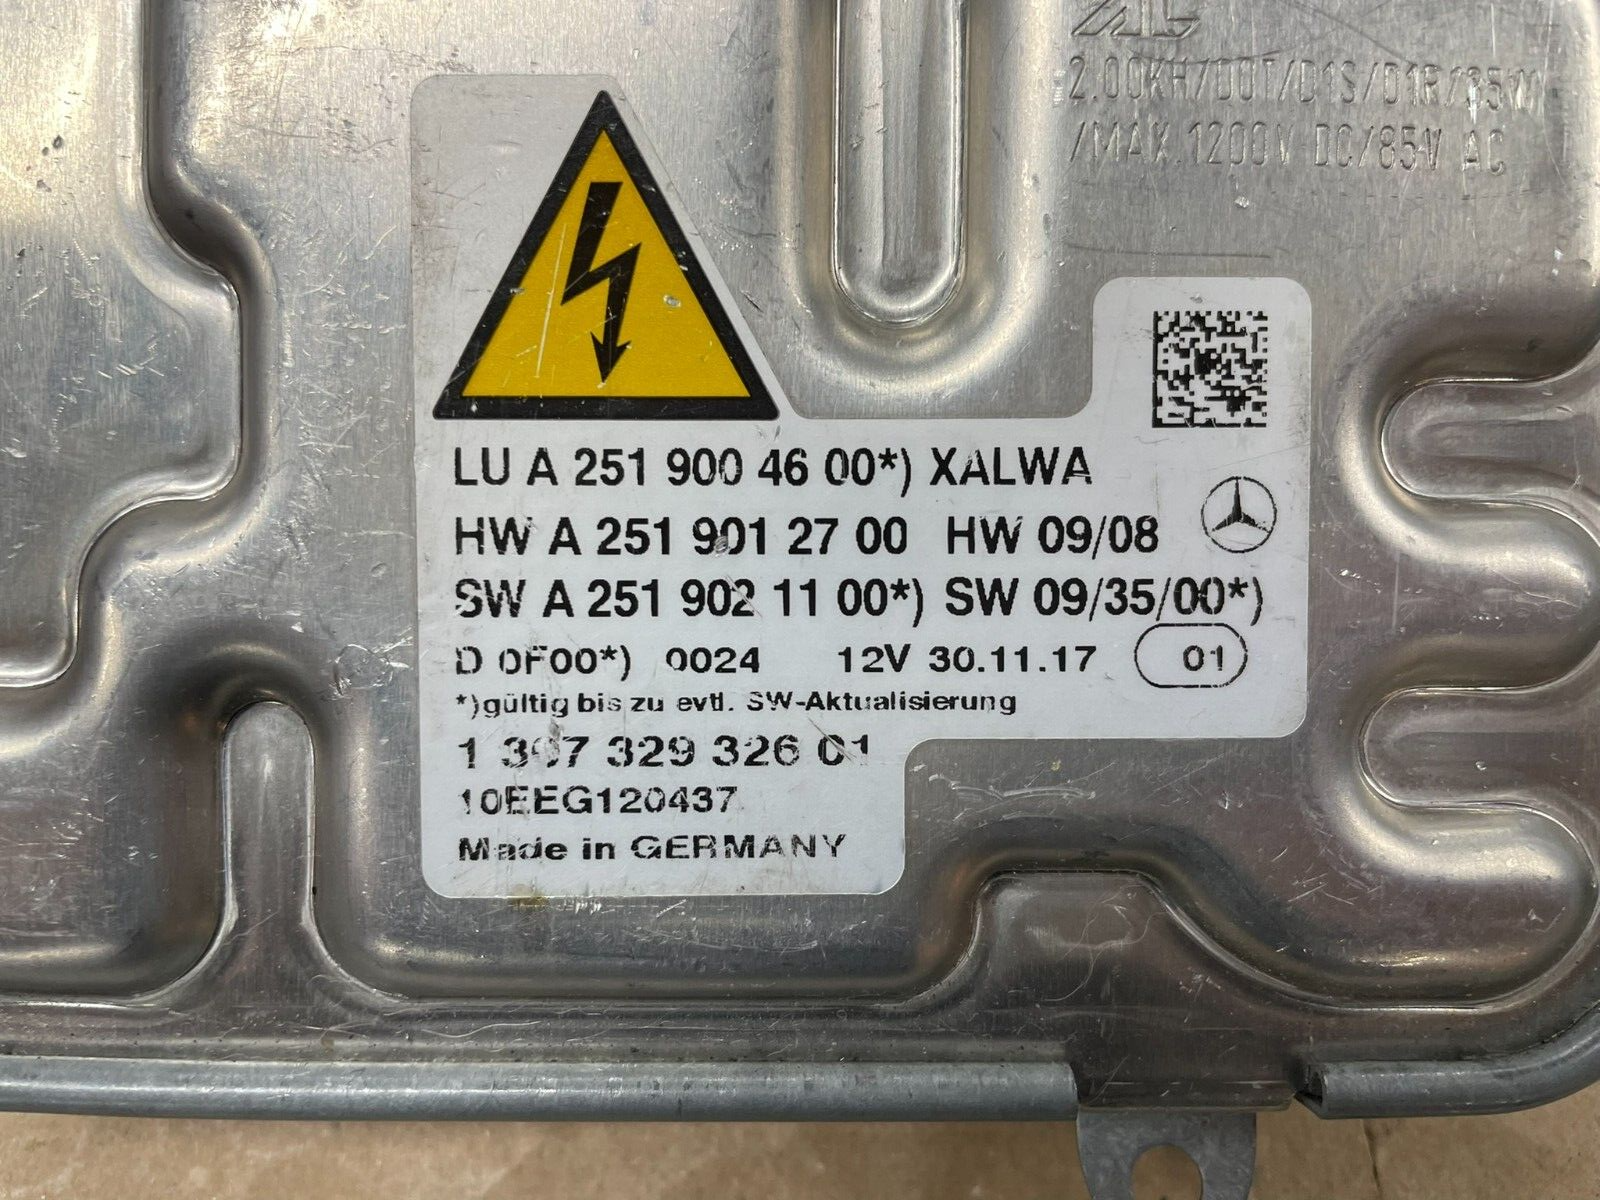 2.00KH/DOT/D1S/D1R/35W
/MAX.1200V DC/85V AC
LU A 251 900 46 00*) XALWA
HW A 251 901 27 00 HW 09/08
SW A 251 902 11 00*) SW 09/35/00*)
D 0F00*) 0024 12V 30.11.17 01
*)gültig bis zu evtl. SW-Aktualisierung
1 307 329 326 01
10EEG120437
Made in GERMANY